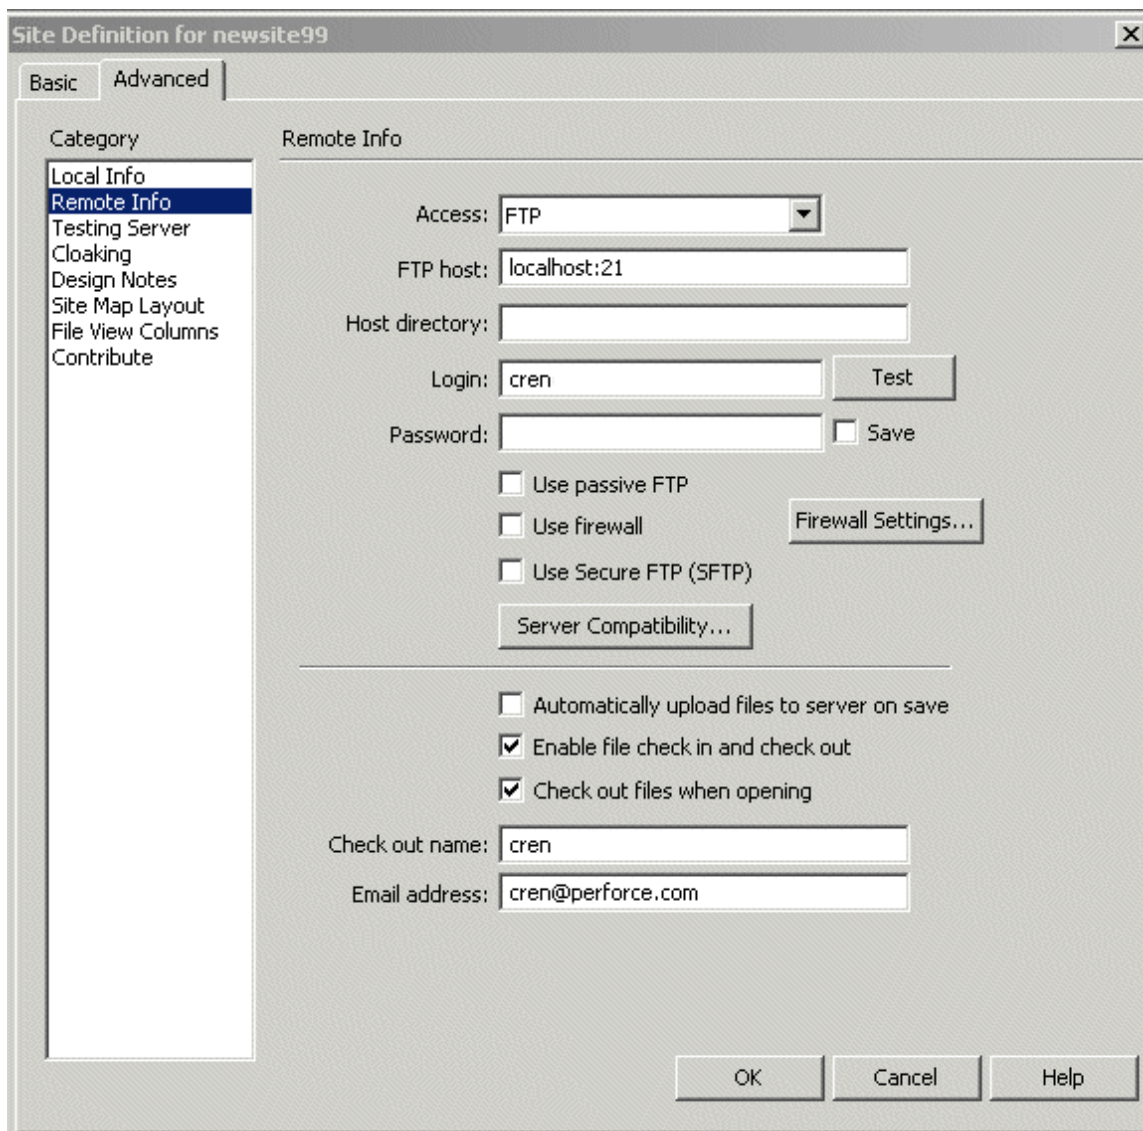 Site Definition for newsite99
Basic
Advanced
Category
Local Info
Remote Info
Testing Server
Cloaking
Design Notes
Site Map Layout
File View Columns
Contribute
Remote Info
Access: FTP
FTP host: localhost:21
Host directory:
Login: cren Test
Password: Save
Use passive FTP
Use firewall Firewall Settings...
Use Secure FTP (SFTP)
Server Compatibility...
Automatically upload files to server on save
Enable file check in and check out
Check out files when opening
Check out name: cren
Email address: cren@perforce.com
OK Cancel Help